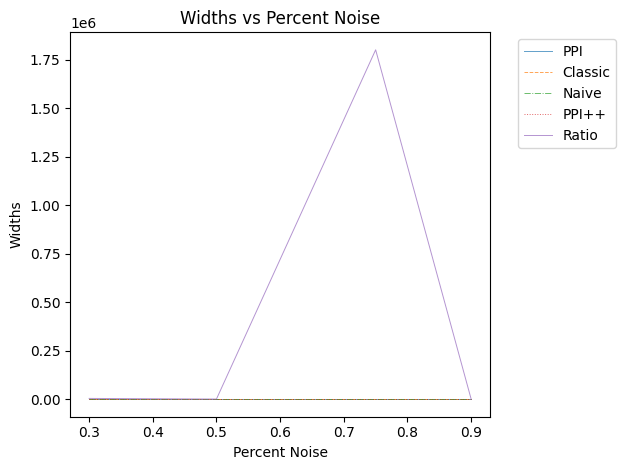 Widths vs Percent Noise
1e6
1.75
1.50
1.25
1.00
0.75
0.50
0.25
0.00
Widths
0.3 0.4 0.5 0.6 0.7 0.8 0.9
Percent Noise
PPI
Classic
Naive
PPI++
Ratio